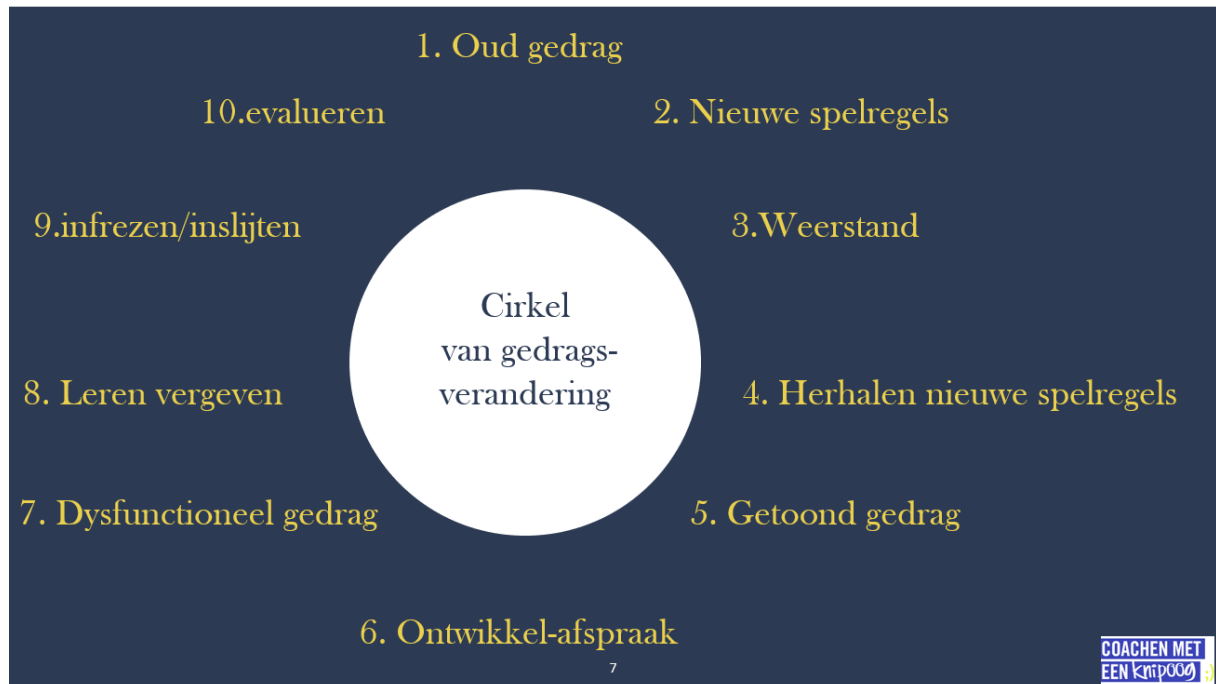 1. Oud gedrag
10.evalueren
2. Nieuwe spelregels
9.infrezen/inslijten
3.Weerstand
Cirkel
van gedrags-
verandering
8. Leren vergeven
4. Herhalen nieuwe spelregels
7. Dysfunctioneel gedrag
5. Getoond gedrag
6. Ontwikkel-afspraak
7
COACHEN MET
EEN KNIPOOG ;)